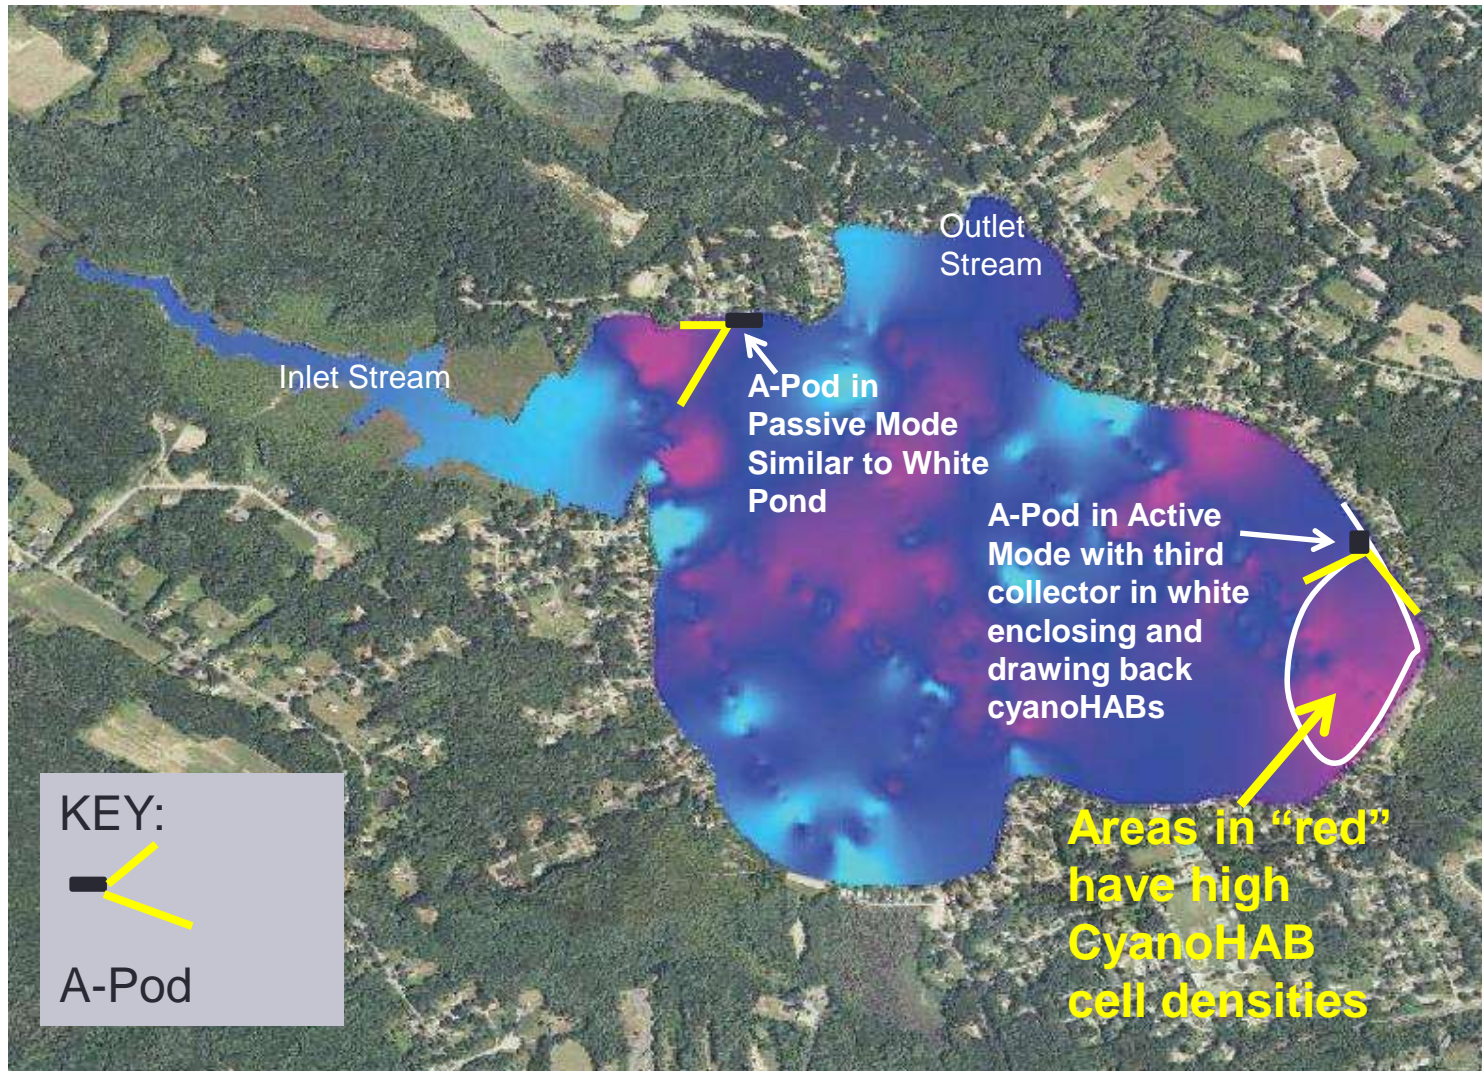 Outlet
Stream
Inlet Stream
A-Pod in
Passive Mode
Similar to White
Pond
A-Pod in Active
Mode with third
collector in white
enclosing and
drawing back
cyanoHABs
Areas in “red”
have high
CyanoHAB
cell densities
KEY:
A-Pod